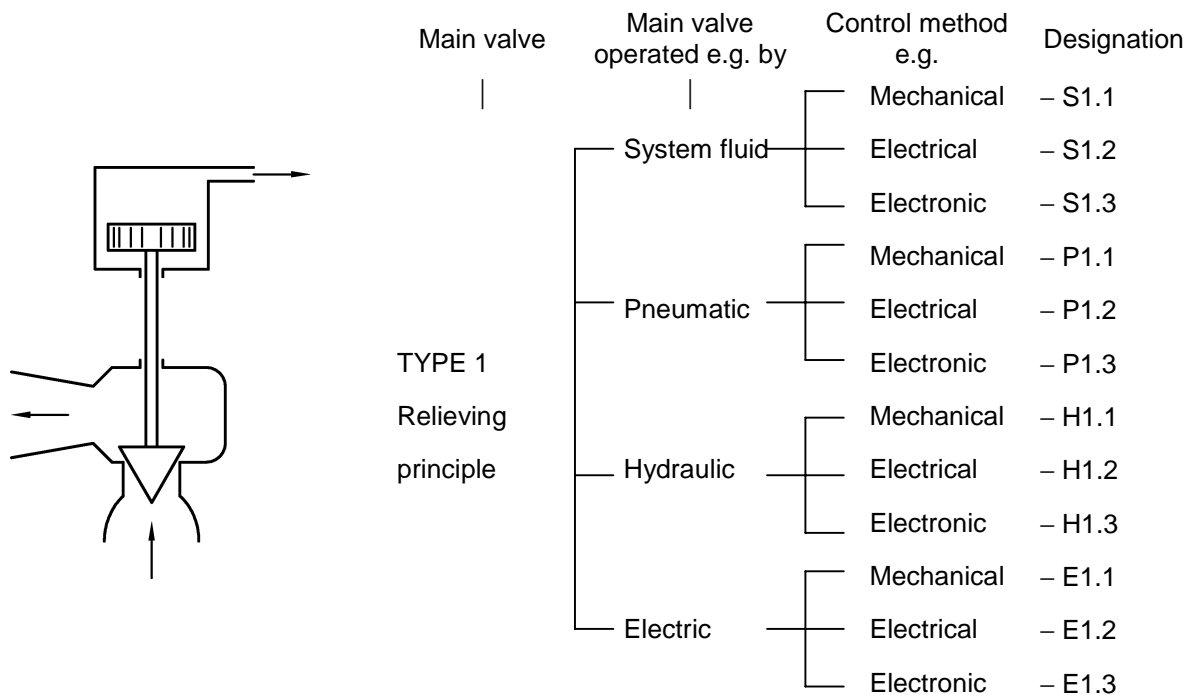 Main valve
Main valve
operated e.g. by
Control method
e.g.
Designation
Mechanical – S1.1
System fluid Electrical – S1.2
Electronic – S1.3
Mechanical – P1.1
Pneumatic Electrical – P1.2
Electronic – P1.3
TYPE 1
Relieving
principle
Mechanical – H1.1
Hydraulic Electrical – H1.2
Electronic – H1.3
Mechanical – E1.1
Electric Electrical – E1.2
Electronic – E1.3